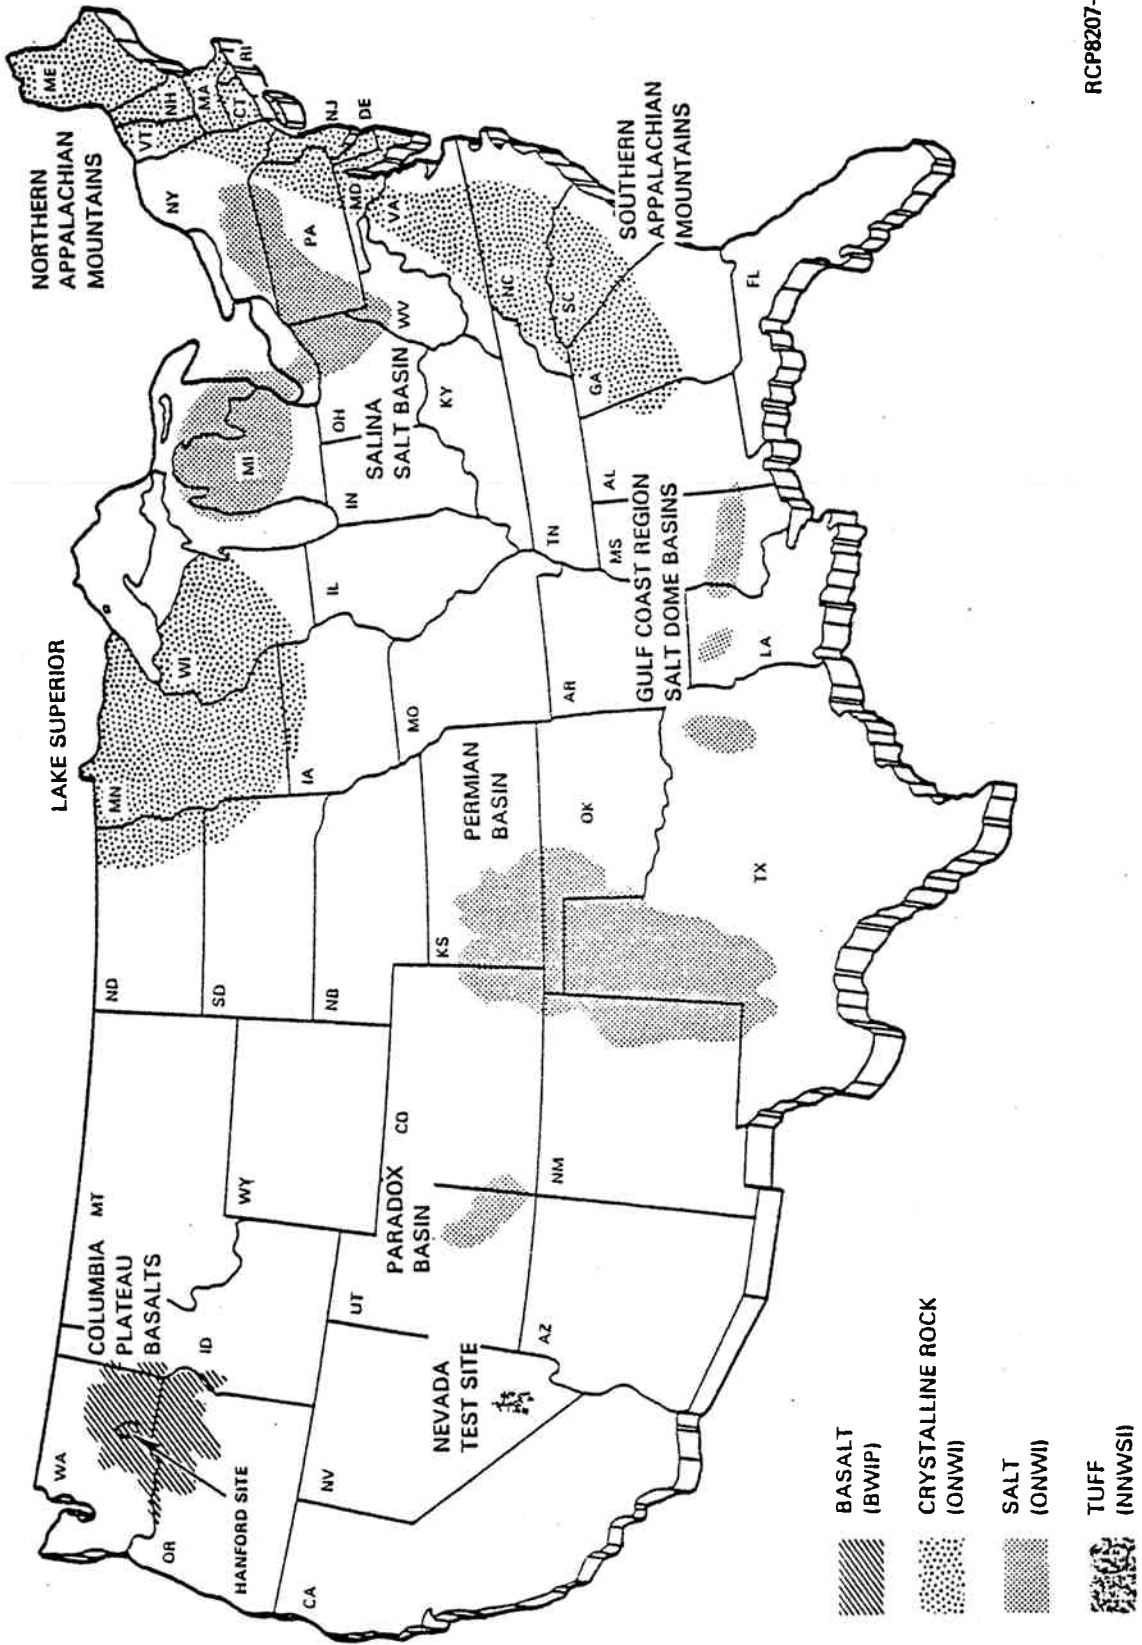 COLUMBIA
PLATEAU
BASALTS
LAKE SUPERIOR
NORTHERN
APPALACHIAN
MOUNTAINS
WA
OR
HANFORD SITE
CA
NV
ID
MT
WY
UT
CO
AZ
NM
ND
SD
NB
KS
OK
TX
MN
IA
MO
AR
LA
WI
IL
IN
MI
OH
KY
TN
MS
AL
GA
FL
SC
NC
VA
WV
MD
PA
NY
VT
NH
ME
MA
CT
RI
NJ
DE
NEVADA
TEST SITE
PARADOX
BASIN
PERMIAN
BASIN
SALINA
SALT BASIN
GULF COAST REGION
SALT DOME BASINS
SOUTHERN
APPALACHIAN
MOUNTAINS
BASALT
(BWIP)
CRYSTALLINE ROCK
(ONWI)
SALT
(ONWI)
TUFF
(NNWSI)
RCP8207-